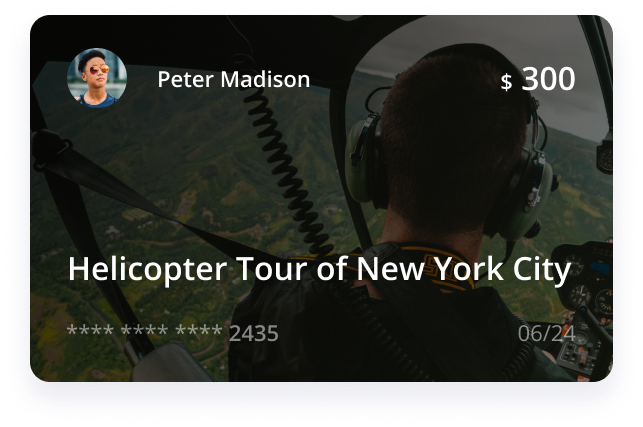 Peter Madison
$ 300
Helicopter Tour of New York City
**** **** **** 2435
06/24